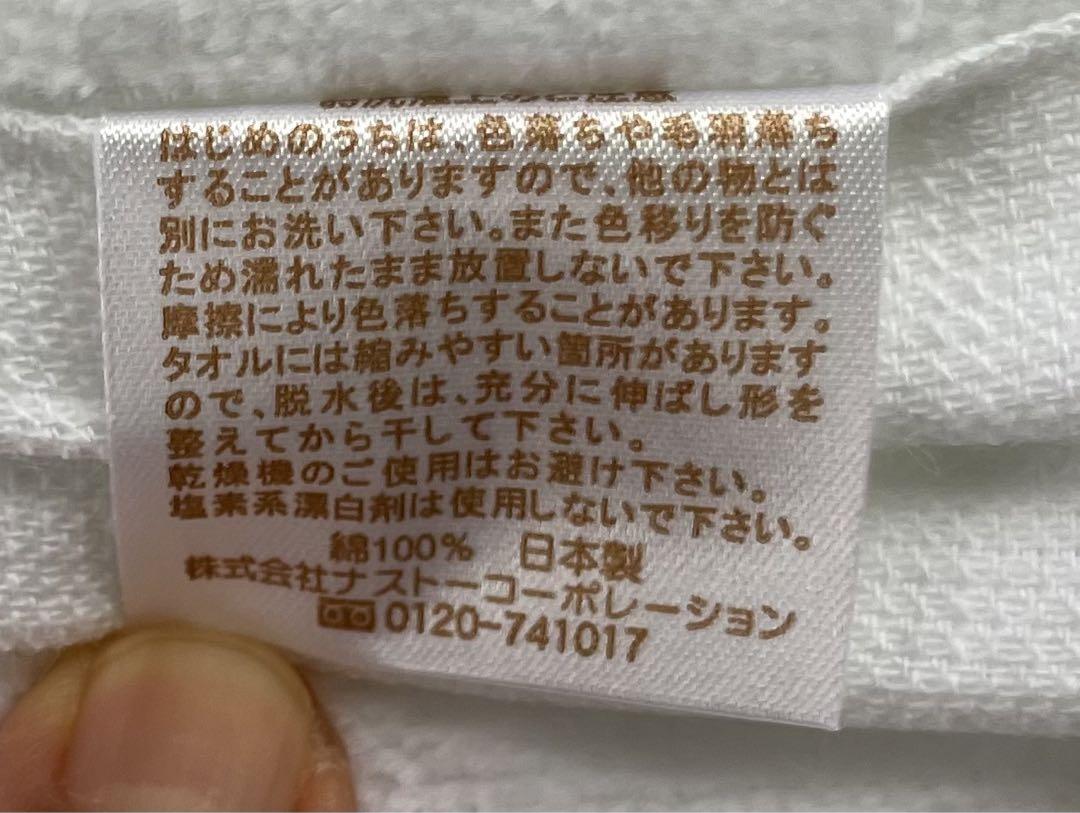 お洗濯上のご注意
はじめのうちは、色落ちや毛羽落ち
することがありますので、他の物とは
別にお洗い下さい。また色移りを防ぐ
ため濡れたまま放置しないで下さい。
摩擦により色落ちすることがあります。
タオルには縮みやすい箇所があります
ので、脱水後は、充分に伸ばし形を
整えてから干して下さい。
乾燥機のご使用はお避け下さい。
塩素系漂白剤は使用しないで下さい。
綿100% 日本製
株式会社ナストーコーポレーション
0120-741017